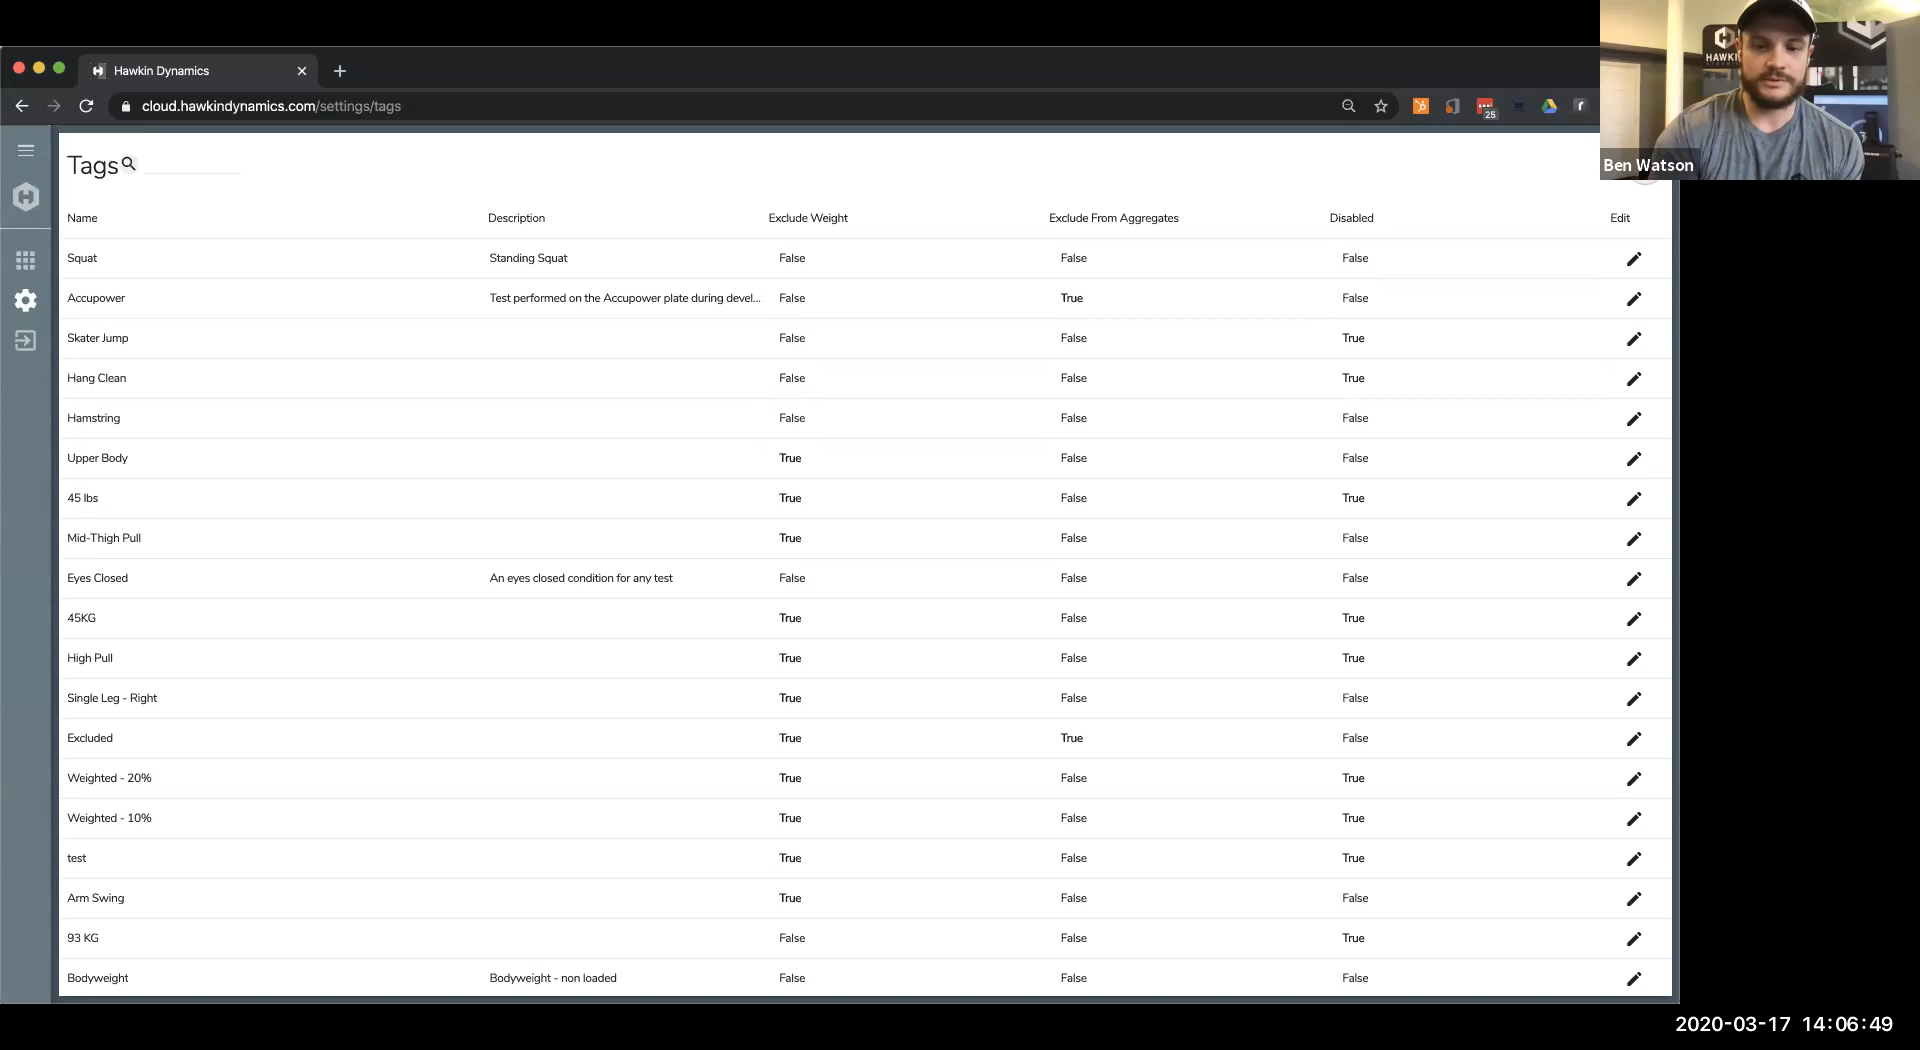 Hawkin Dynamics
cloud.hawkindynamics.com/settings/tags
25
HAWKI
Ben Watson
Tags
Name Description Exclude Weight Exclude From Aggregates Disabled Edit
Squat Standing Squat False False False
Accupower Test performed on the Accupower plate during devel... False True False
Skater Jump False False True
Hang Clean False False True
Hamstring False False False
Upper Body True False False
45 lbs True False True
Mid-Thigh Pull True False False
Eyes Closed An eyes closed condition for any test False False False
45KG True False True
High Pull True False True
Single Leg - Right True False False
Excluded True True False
Weighted - 20% True False True
Weighted - 10% True False True
test True False True
Arm Swing True False False
93 KG False False True
Bodyweight Bodyweight - non loaded False False False
2020-03-17 14:06:49